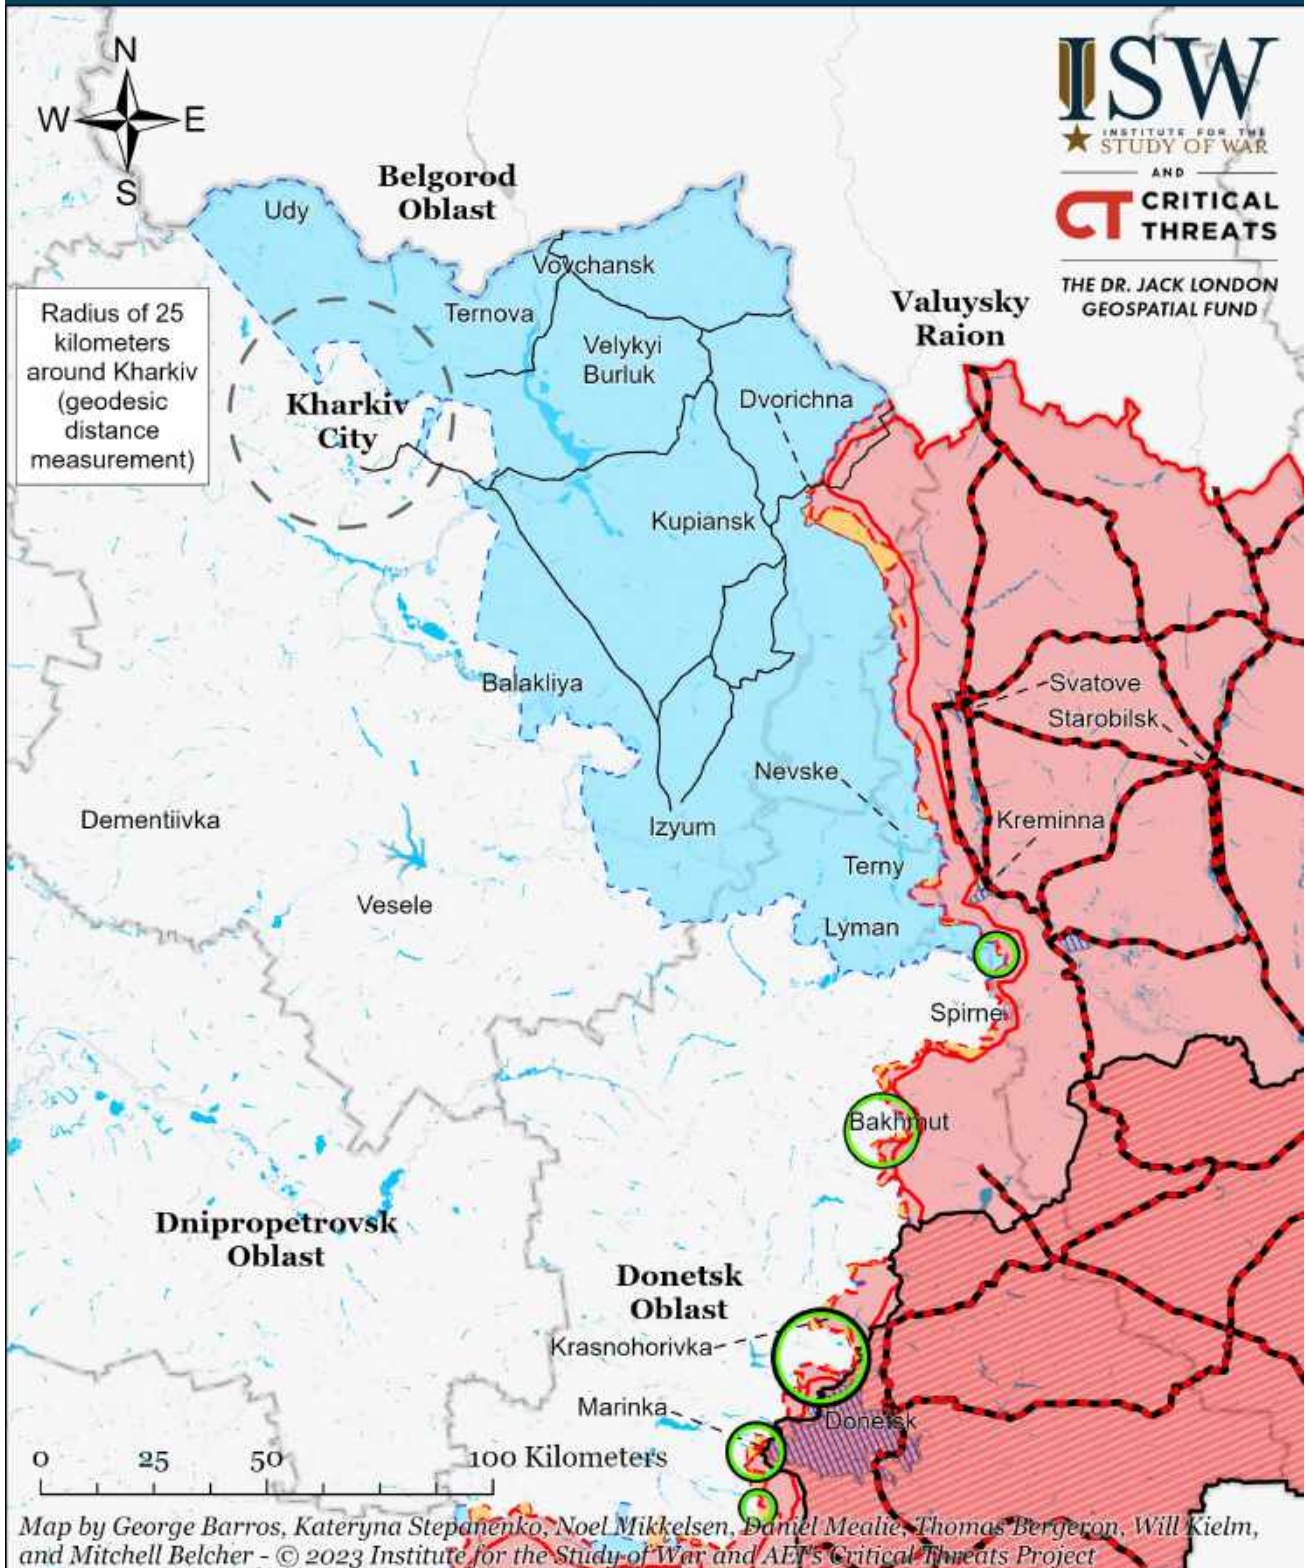 N
W E
S
ISW
INSTITUTE FOR THE
STUDY OF WAR
AND
CT CRITICAL
THREATS
THE DR. JACK LONDON
GEOSPATIAL FUND
Belgorod
Oblast
Udy
Vovchansk
Ternova
Velykyi
Burluk
Valuysky
Raion
Radius of 25
kilometers
around Kharkiv
(geodesic
distance
measurement)
Kharkiv
City
Dvorichna
Kupiansk
Balakliya
Svatove
Starobilsk
Nevske
Dementiivka
Izyum
Kreminna
Terny
Vesele
Lyman
Spirne
Bakhmut
Dnipropetrovsk
Oblast
Donetsk
Oblast
Krasnohorivka
Marinka
Donetsk
0 25 50 100 Kilometers
Map by George Barros, Kateryna Stepanenko, Noel Mikkelsen, Daniel Mealie, Thomas Bergeron, Will Kielm,
and Mitchell Belcher - © 2023 Institute for the Study of War and AEI's Critical Threats Project